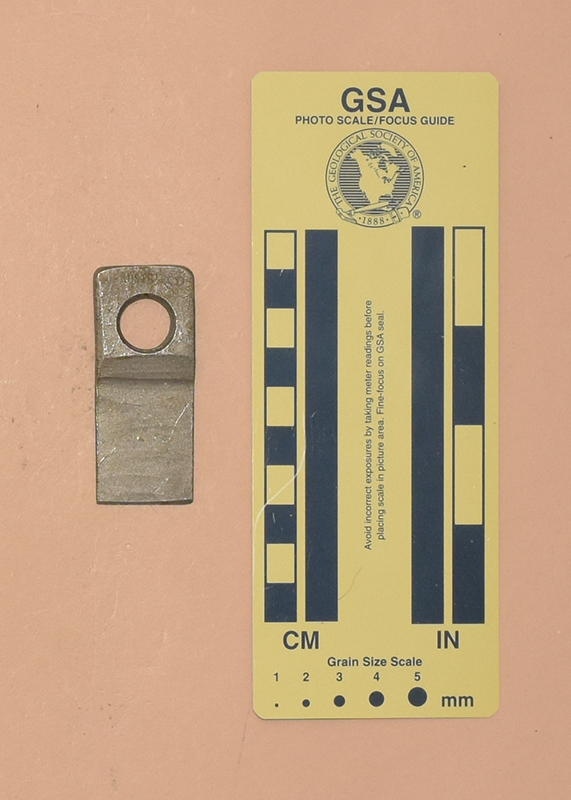 GSA
PHOTO SCALE/FOCUS GUIDE
THE GEOLOGICAL SOCIETY OF AMERICA
1888
®
Avoid incorrect exposures by taking meter readings before
placing scale in picture area. Fine-focus on GSA seal.
CM IN
Grain Size Scale
1 2 3 4 5
mm